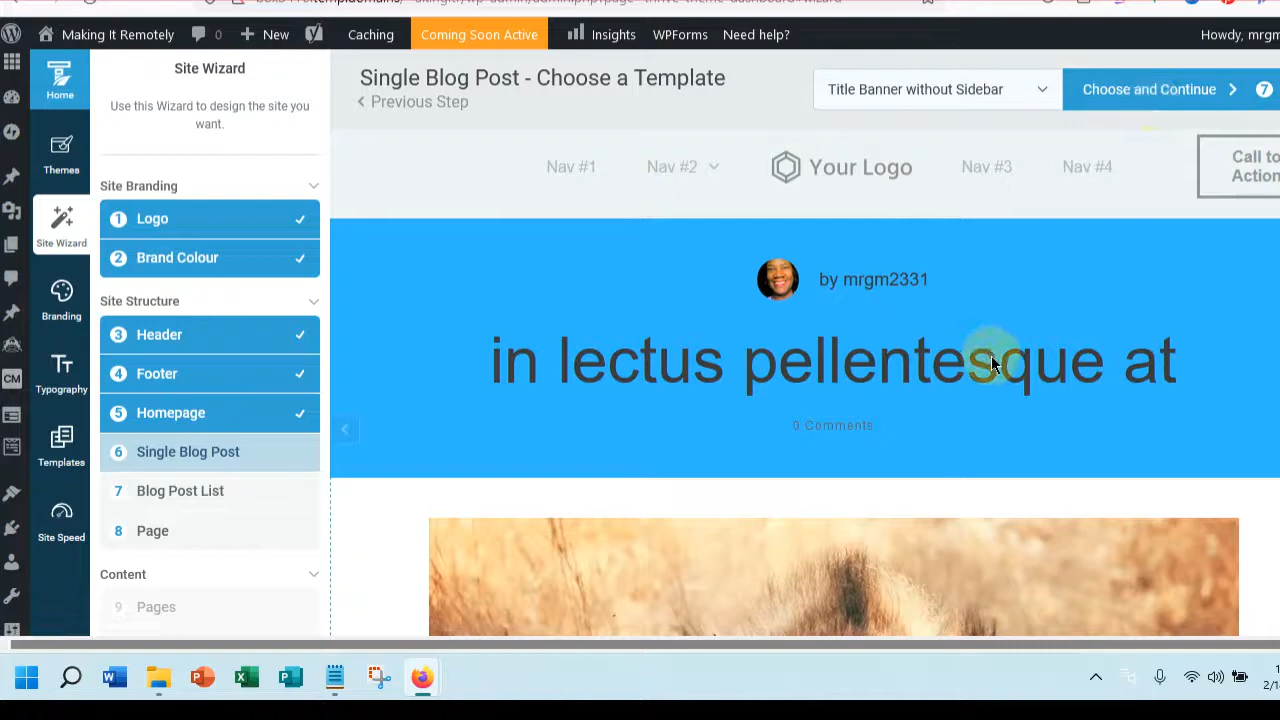 Making It Remotely
0
New
Caching
Coming Soon Active
Insights
WPForms
Need help?
Howdy, mrgm
Home
Themes
Site Wizard
Branding
Typography
Templates
Site Speed
CM
Site Wizard
Use this Wizard to design the site you
want.
Site Branding
1 Logo
2 Brand Colour
Site Structure
3 Header
4 Footer
5 Homepage
6 Single Blog Post
7 Blog Post List
8 Page
Content
9 Pages
Single Blog Post - Choose a Template
Previous Step
Title Banner without Sidebar
Choose and Continue
7
Nav #1
Nav #2
Your Logo
Nav #3
Nav #4
Call to
Action
by mrgm2331
in lectus pellentesque at
0 Comments